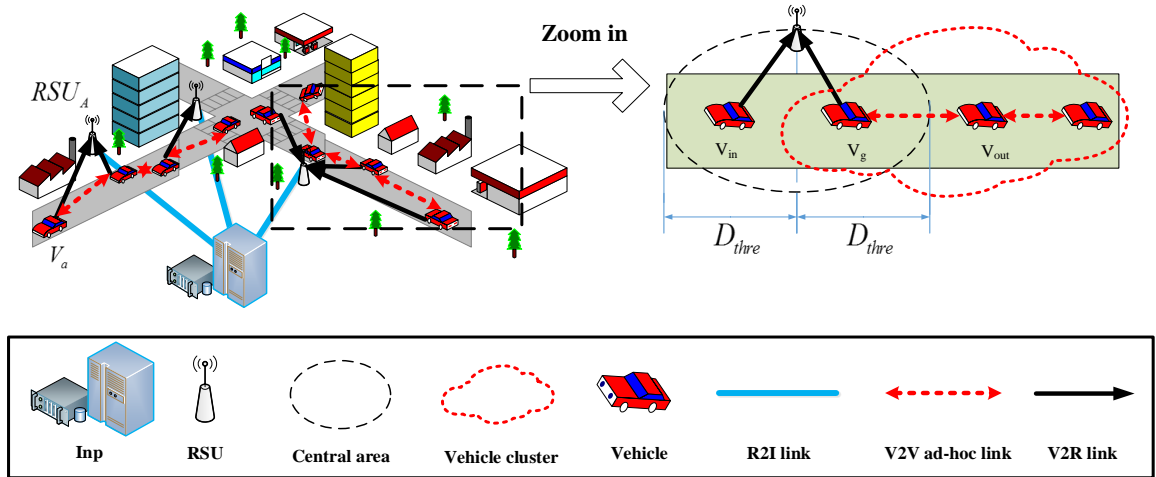 Zoom in
RSU_A
V_a
V_in
V_g
V_out
D_thre
D_thre
Inp
RSU
Central area
Vehicle cluster
Vehicle
R2I link
V2V ad-hoc link
V2R link